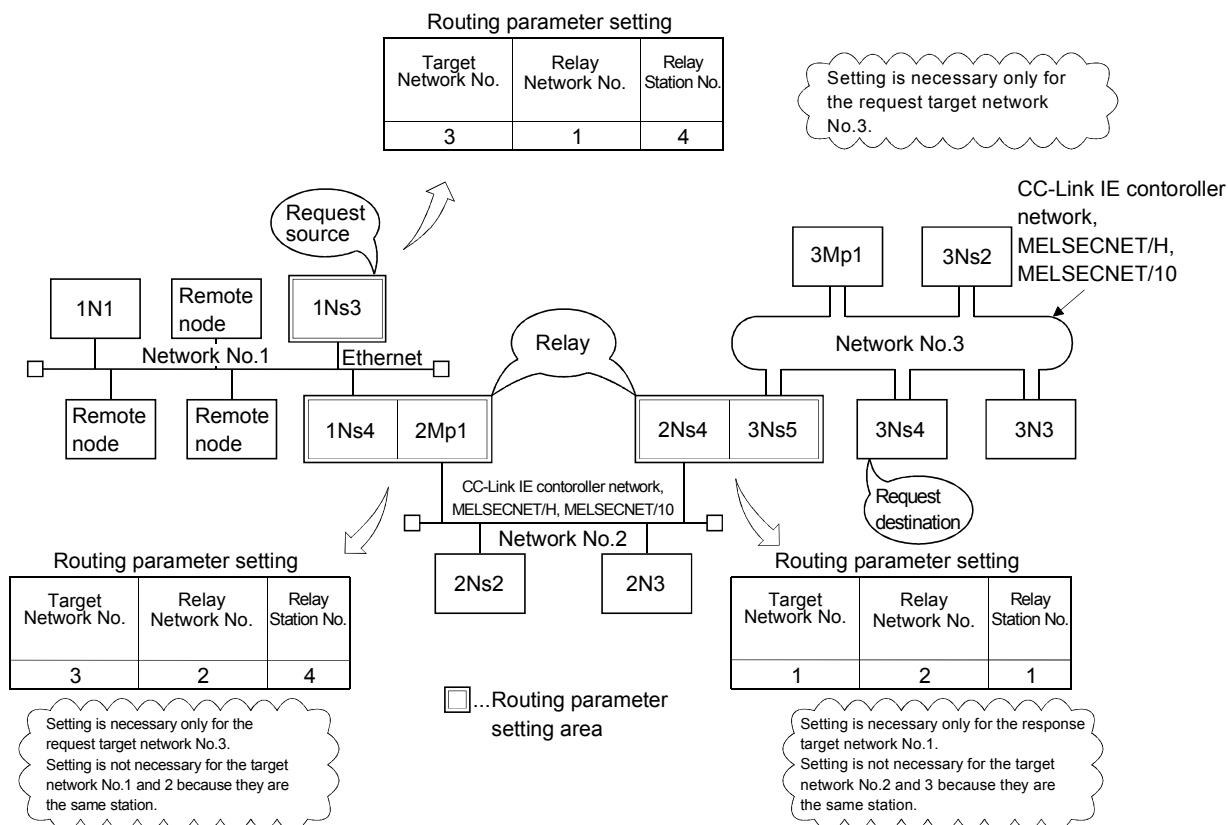 Routing parameter setting
Target Network No.
Relay Network No.
Relay Station No.
3
1
4
Setting is necessary only for
the request target network
No.3.
CC-Link IE contoroller
network,
MELSECNET/H,
MELSECNET/10
Request
source
3Mp1
3Ns2
1N1
Remote
node
1Ns3
Network No.1
Ethernet
Relay
Network No.3
Remote
node
Remote
node
1Ns4
2Mp1
2Ns4
3Ns5
3Ns4
3N3
CC-Link IE contoroller network,
MELSECNET/H, MELSECNET/10
Request
destination
Network No.2
2Ns2
2N3
Routing parameter setting
Target Network No.
Relay Network No.
Relay Station No.
3
2
4
Setting is necessary only for the
request target network No.3.
Setting is not necessary for the target
network No.1 and 2 because they are
the same station.
...Routing parameter
setting area
Routing parameter setting
Target Network No.
Relay Network No.
Relay Station No.
1
2
1
Setting is necessary only for the response
target network No.1.
Setting is not necessary for the target
network No.2 and 3 because they are
the same station.